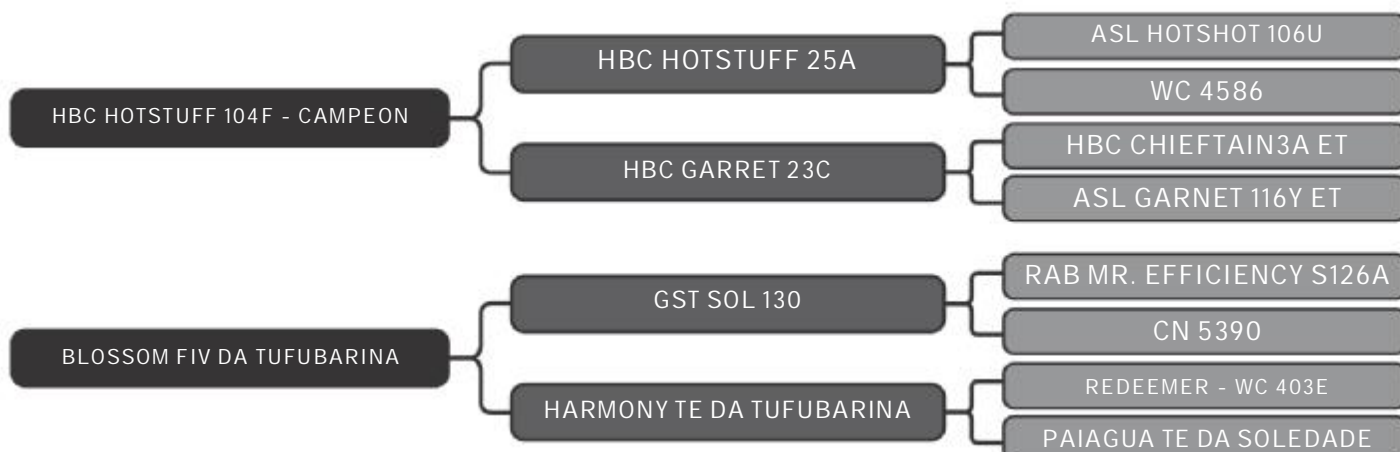 HBC HOTSTUFF 104F - CAMPEON
HBC HOTSTUFF 25A
HBC GARRET 23C
ASL HOTSHOT 106U
WC 4586
HBC CHIEFTAIN3A ET
ASL GARNET 116Y ET
BLOSSOM FIV DA TUFUBARINA
GST SOL 130
HARMONY TE DA TUFUBARINA
RAB MR. EFFICIENCY S126A
CN 5390
REDEEMER - WC 403E
PAIAGUA TE DA SOLEDADE